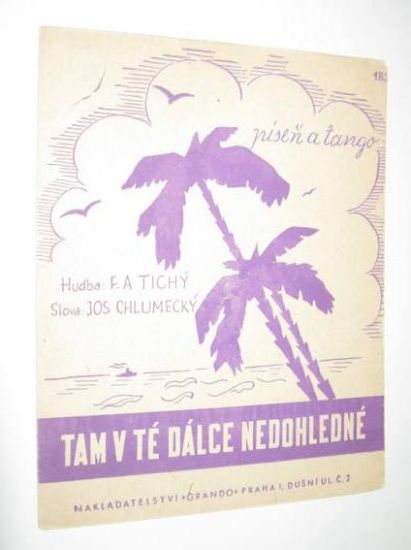 píseň a tango
Hudba: F. A TICHÝ
Slova: JOS CHLUMECKÝ
TAM V TÉ DÁLCE NEDOHLEDNÉ
NAKLADATELSTVÍ »GRANDO« PRAHA I, DUŠNÍ UL. Č. 2